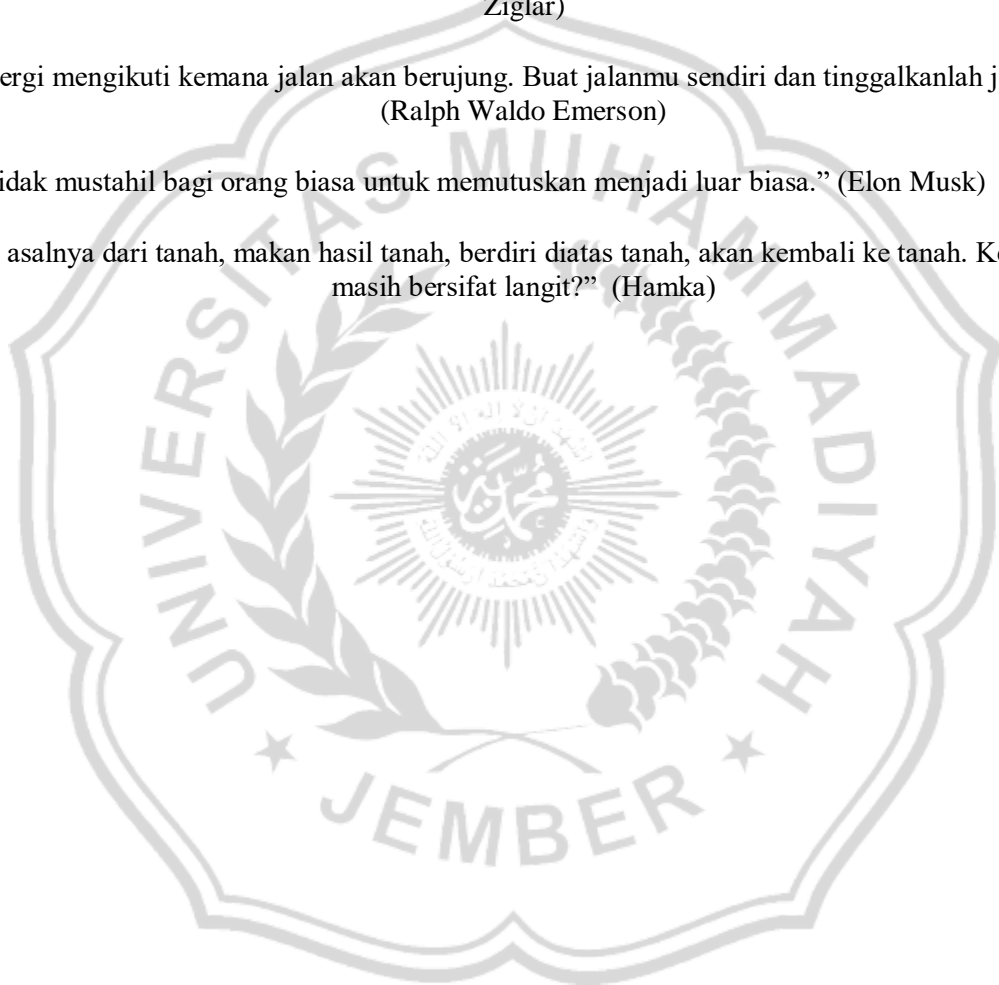 Ziglar)
ergi mengikuti kemana jalan akan berujung. Buat jalanmu sendiri dan tinggalkanlah j
(Ralph Waldo Emerson)
idak mustahil bagi orang biasa untuk memutuskan menjadi luar biasa.” (Elon Musk)
asalnya dari tanah, makan hasil tanah, berdiri diatas tanah, akan kembali ke tanah. Ke
masih bersifat langit?” (Hamka)
UNIVERSITAS MUHAMMADIYAH
JEMBER